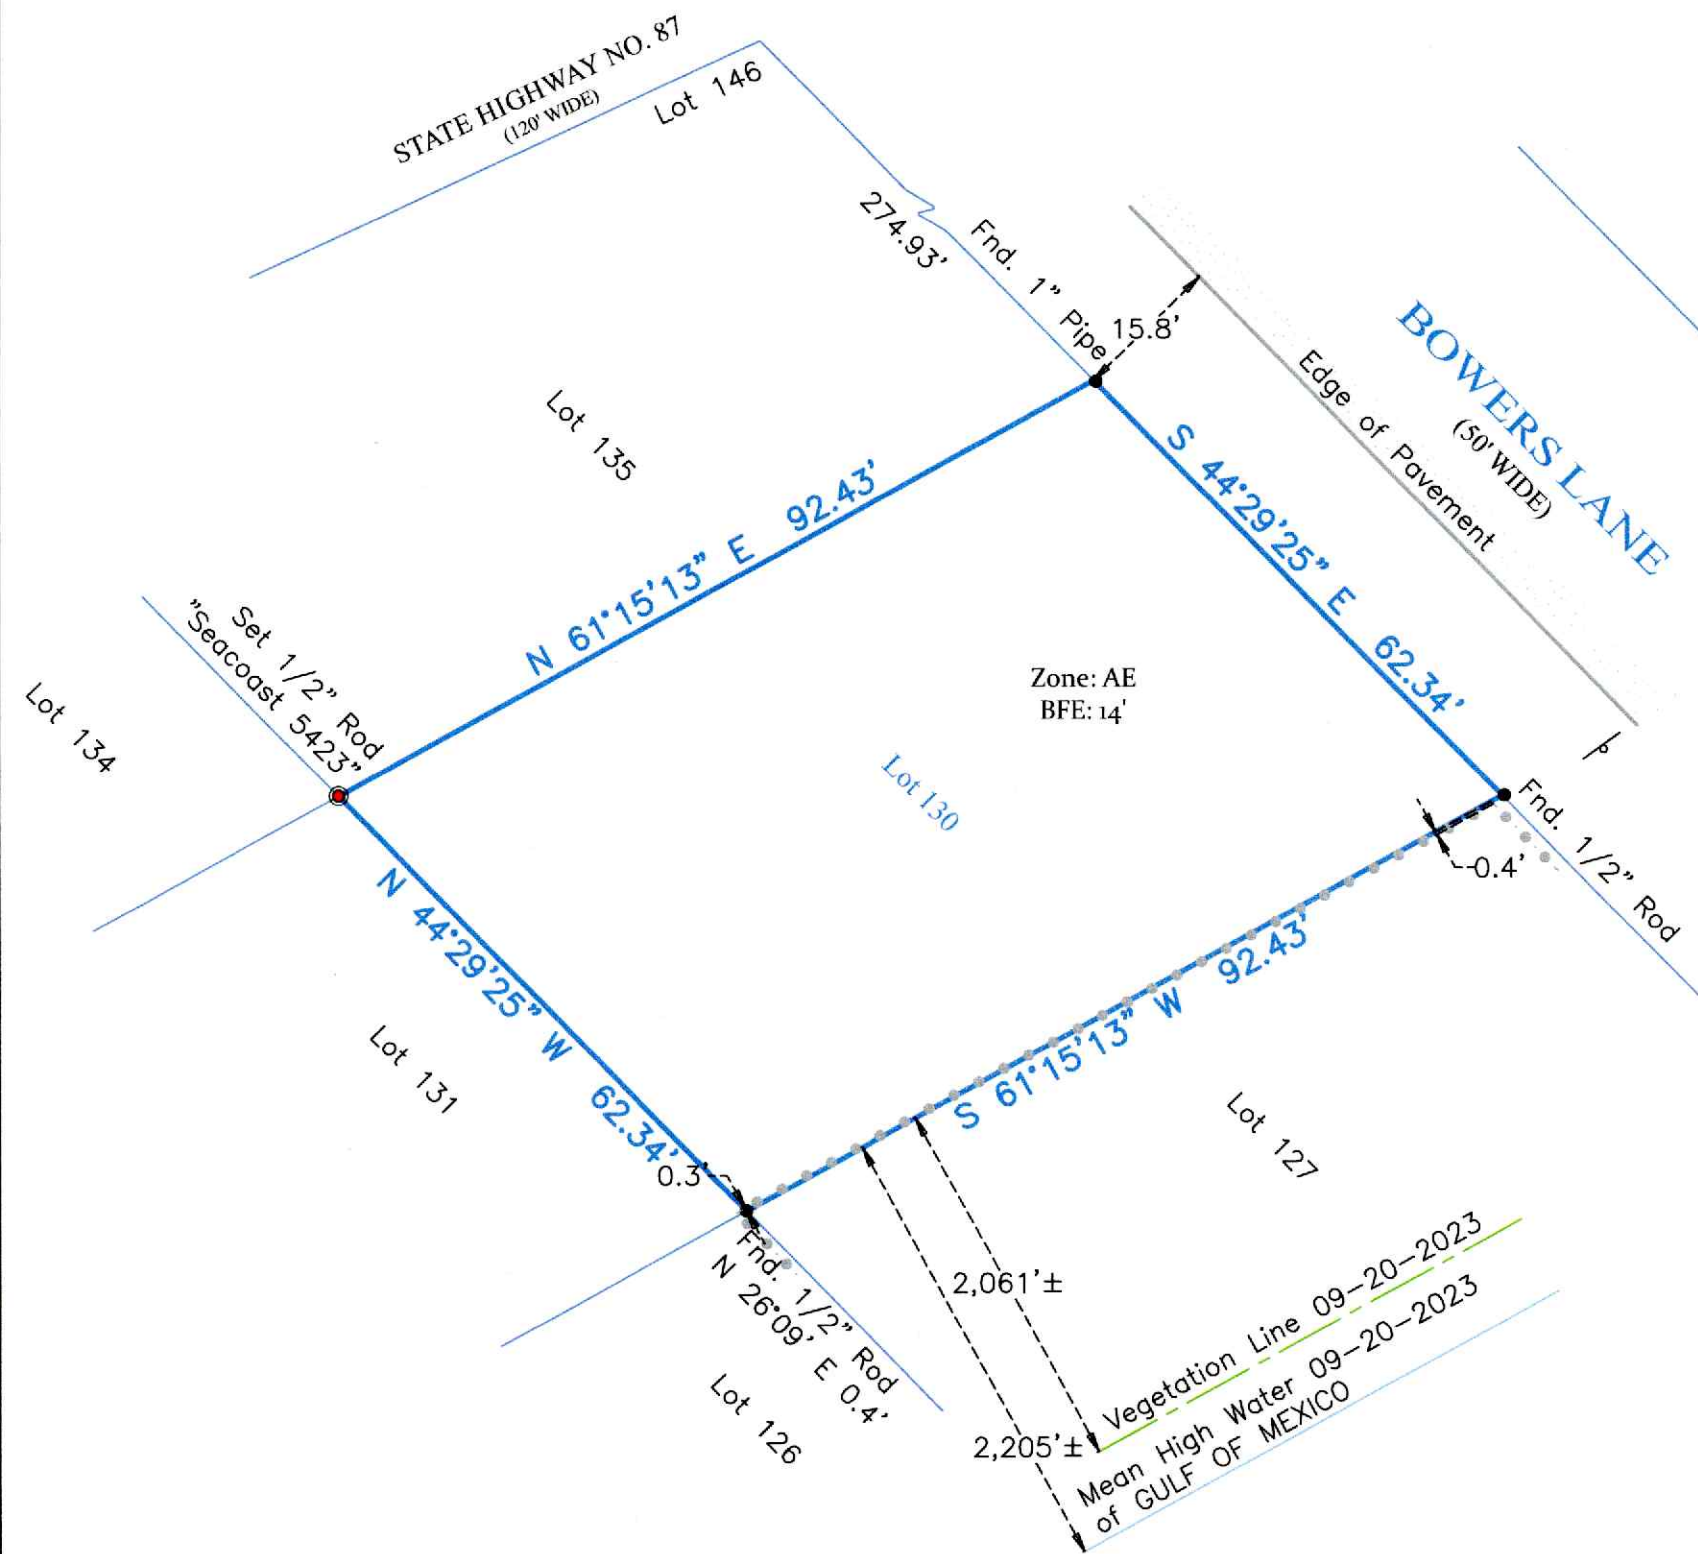 STATE HIGHWAY NO. 87
(120' WIDE)
Lot 146
274.93'
Fnd. 1" Pipe
15.8'
Edge of Pavement
BOWERS LANE
(50' WIDE)
Lot 135
N 61°15'13" E 92.43'
S 44°29'25" E 62.34'
Set 1/2" Rod
"Seacoast 5423"
Lot 134
Zone: AE
BFE: 14'
Lot 130
Fnd. 1/2" Rod
0.4'
N 44°29'25" W 62.34'
S 61°15'13" W 92.43'
Lot 131
Lot 127
0.3'
Fnd. 1/2" Rod
N 26°09' E 0.4'
Lot 126
2,061'±
2,205'±
Vegetation Line 09-20-2023
Mean High Water 09-20-2023
of GULF OF MEXICO